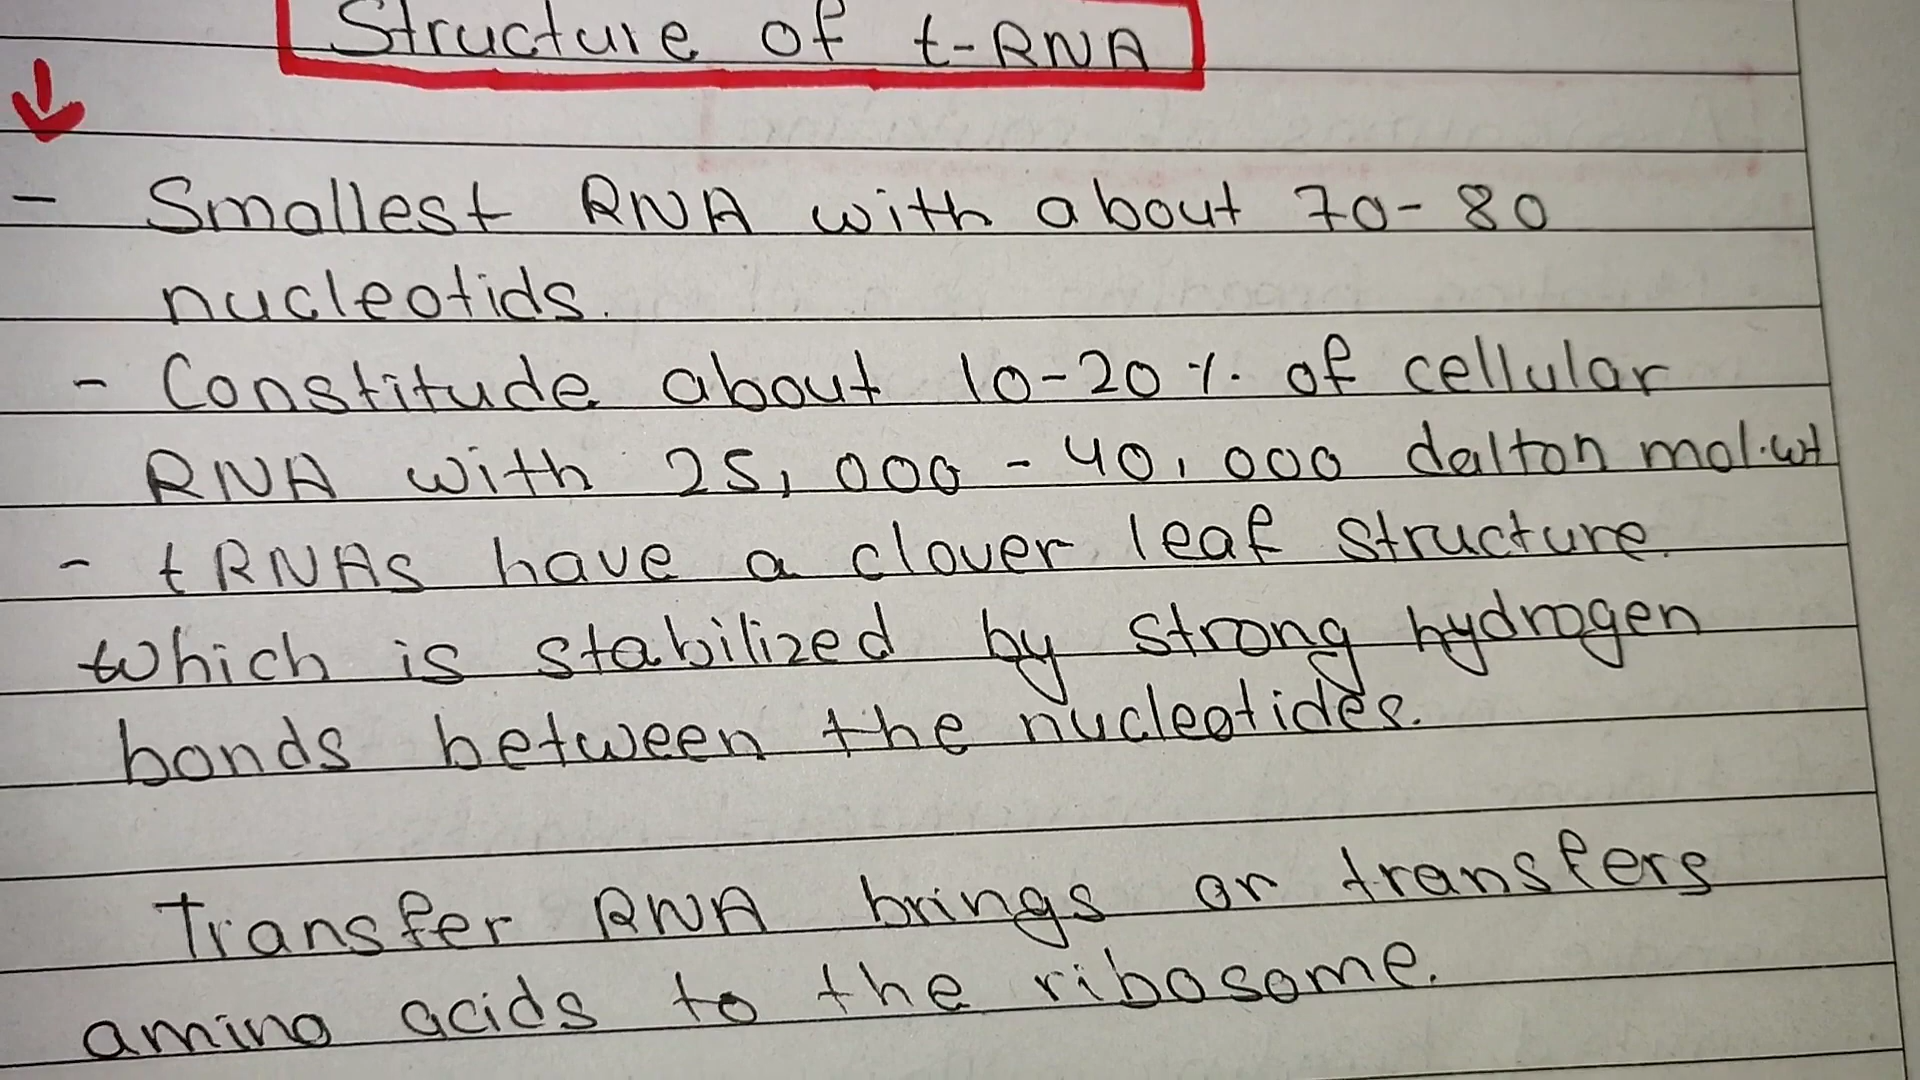 Structure of t-RNA
- Smallest RNA with about 70-80
nucleotids.
- Constitude about 10-20 % of cellular
RNA with 25,000 - 40,000 dalton mol.wt
- tRNAs have a clover leaf structure.
which is stabilized by strong hydrogen
bonds between the nucleotides.
Transfer RNA brings or transfers
amino acids to the ribosome.